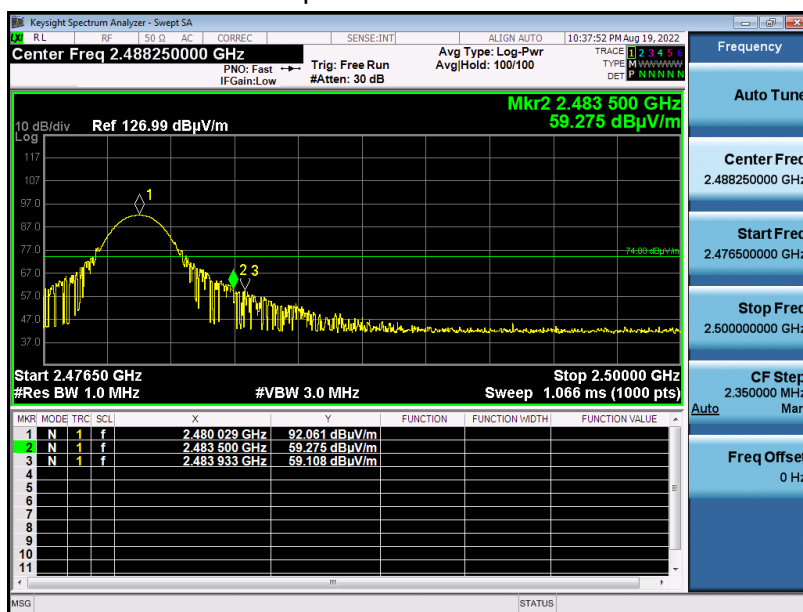 Keysight Spectrum Analyzer - Swept SA
LXI RL RF 50 Ω AC CORREC SENSE:INT ALIGN AUTO 10:37:52 PM Aug 19, 2022
Center Freq 2.488250000 GHz
PNO: Fast
IFGain:Low
Trig: Free Run
#Atten: 30 dB
Avg Type: Log-Pwr
Avg|Hold: 100/100
TRACE 1 2 3 4 5 6
TYPE M W W W W W
DET P N N N N N
Mkr2 2.483 500 GHz
59.275 dBµV/m
10 dB/div Ref 126.99 dBµV/m
Log
117
107
97.0
87.0
77.0
67.0
57.0
47.0
37.0
1
2 3
74.00 dBµV/m
Start 2.47650 GHz Stop 2.50000 GHz
#Res BW 1.0 MHz #VBW 3.0 MHz Sweep 1.066 ms (1000 pts)
MKR MODE TRC SCL X Y FUNCTION FUNCTION WIDTH FUNCTION VALUE
1 N 1 f 2.480 029 GHz 92.061 dBµV/m
2 N 1 f 2.483 500 GHz 59.275 dBµV/m
3 N 1 f 2.483 933 GHz 59.108 dBµV/m
4
5
6
7
8
9
10
11
MSG STATUS
Frequency
Auto Tune
Center Freq
2.488250000 GHz
Start Freq
2.476500000 GHz
Stop Freq
2.500000000 GHz
CF Step
2.350000 MHz
Auto Man
Freq Offset
0 Hz